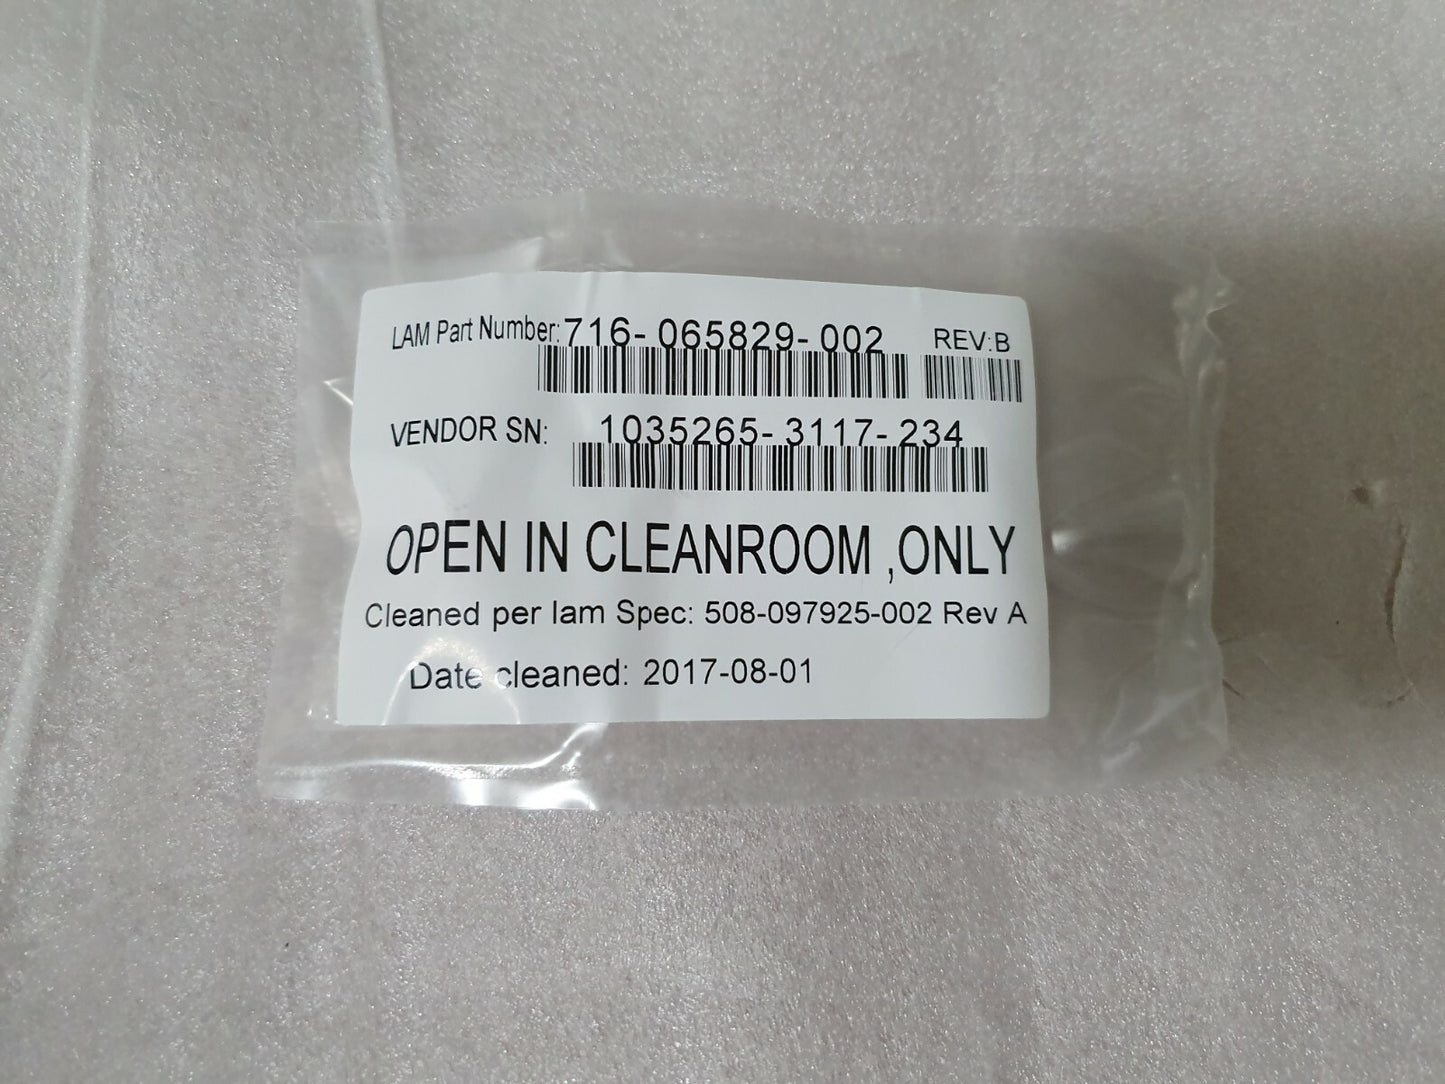 LAM Part Number: 716-065829-002 REV:B
VENDOR SN: 1035265-3117-234
OPEN IN CLEANROOM ,ONLY
Cleaned per lam Spec: 508-097925-002 Rev A
Date cleaned: 2017-08-01